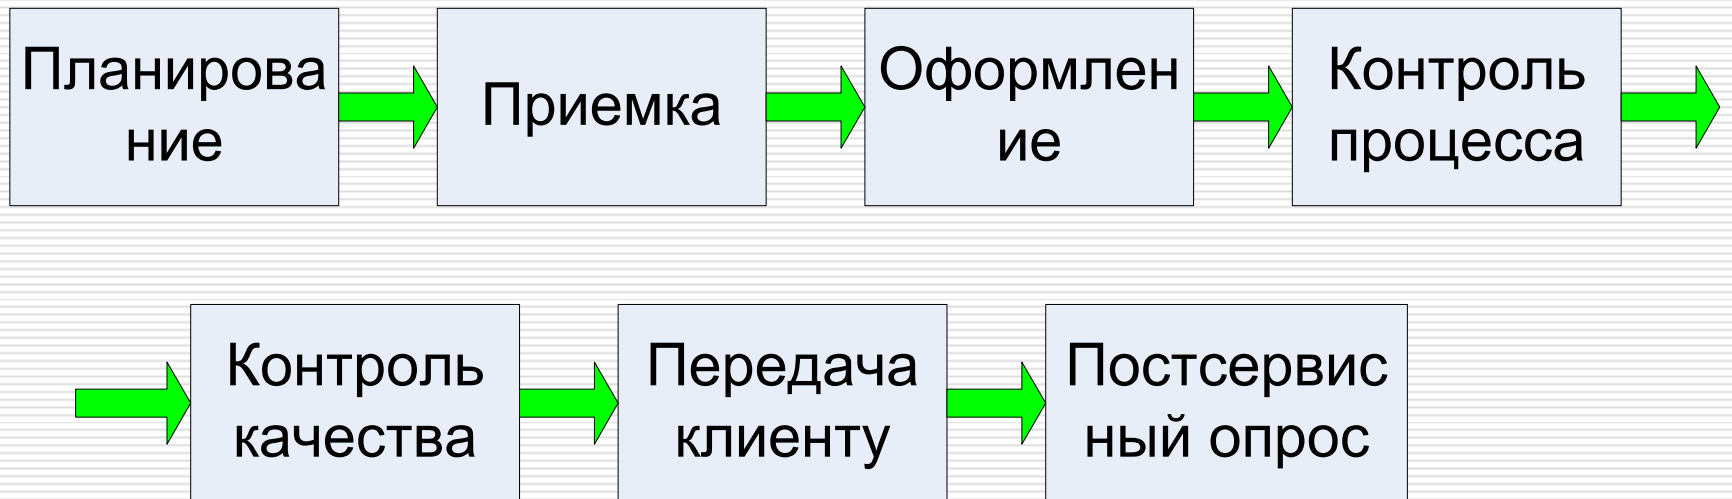 Планирова
ние
Приемка
Оформлен
ие
Контроль
процесса
Контроль
качества
Передача
клиенту
Постсервис
ный опрос